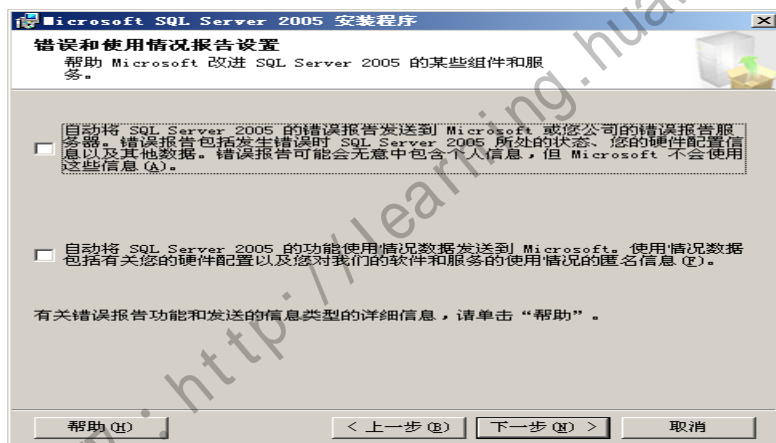 Microsoft SQL Server 2005 安装程序
错误和使用情况报告设置
帮助 Microsoft 改进 SQL Server 2005 的某些组件和服
务。
自动将 SQL Server 2005 的错误报告发送到 Microsoft 或您公司的错误报告服
务器。错误报告包括发生错误时 SQL Server 2005 所处的状态、您的硬件配置信
息以及其他数据。错误报告可能会无意中包含个人信息，但 Microsoft 不会使用
这些信息(A)。
自动将 SQL Server 2005 的功能使用情况数据发送到 Microsoft。使用情况数据
包括有关您的硬件配置以及您对我们的软件和服务的使用情况的匿名信息(F)。
有关错误报告功能和发送的信息类型的详细信息，请单击“帮助”。
帮助(H)
< 上一步(B)
下一步(N) >
取消
: http://learning.hua